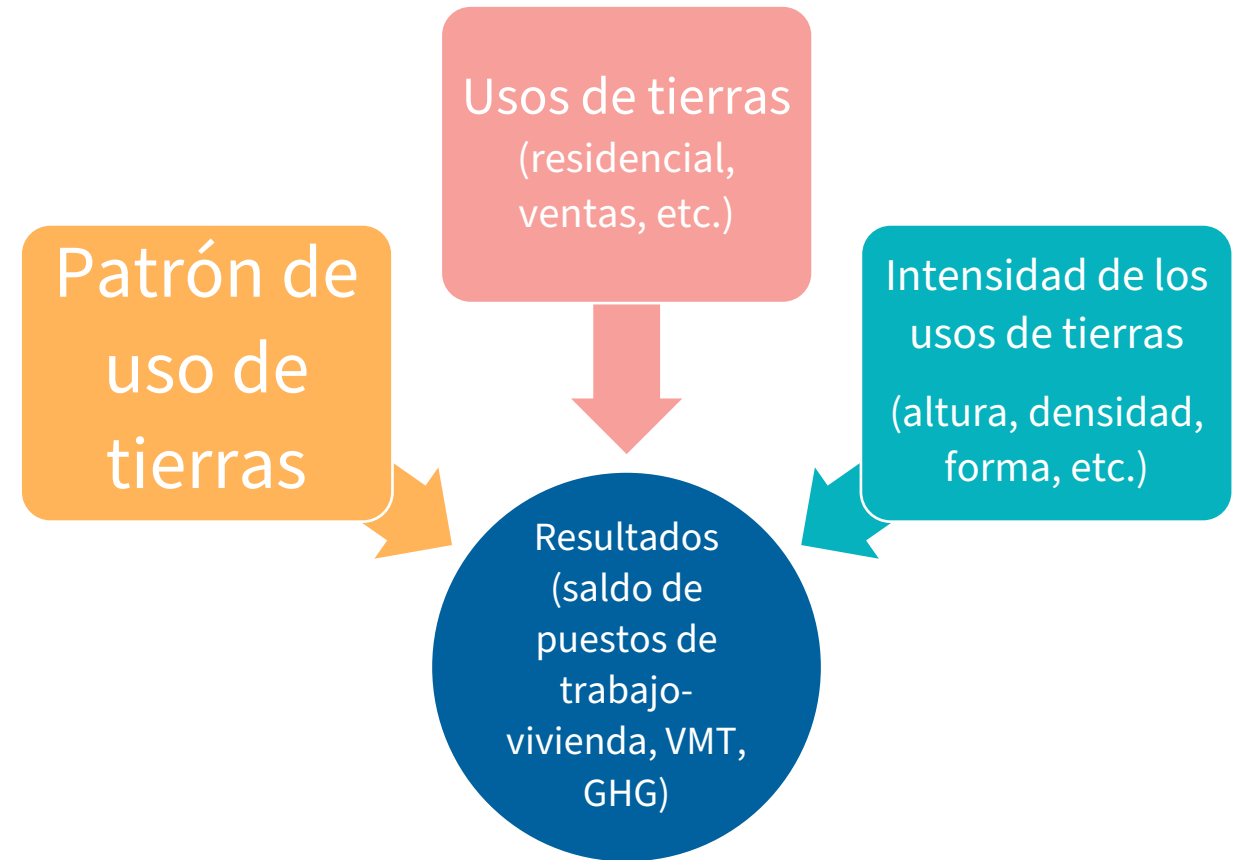 Usos de tierras
(residencial,
ventas, etc.)
Patrón de
uso de
tierras
Intensidad de los
usos de tierras
(altura, densidad,
forma, etc.)
Resultados
(saldo de
puestos de
trabajo-
vivienda, VMT,
GHG)